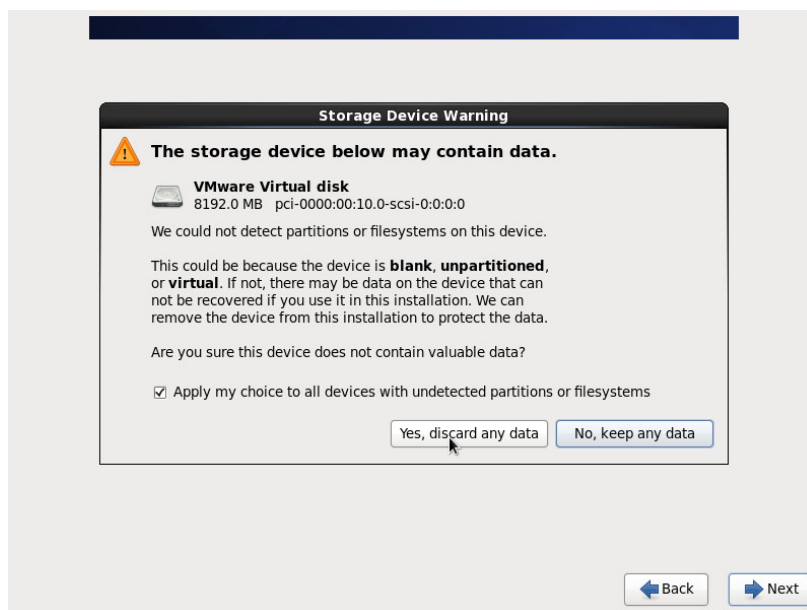 Storage Device Warning
The storage device below may contain data.
VMware Virtual disk
8192.0 MB pci-0000:00:10.0-scsi-0:0:0:0
We could not detect partitions or filesystems on this device.
This could be because the device is blank, unpartitioned,
or virtual. If not, there may be data on the device that can
not be recovered if you use it in this installation. We can
remove the device from this installation to protect the data.
Are you sure this device does not contain valuable data?
Apply my choice to all devices with undetected partitions or filesystems
Yes, discard any data No, keep any data
Back Next